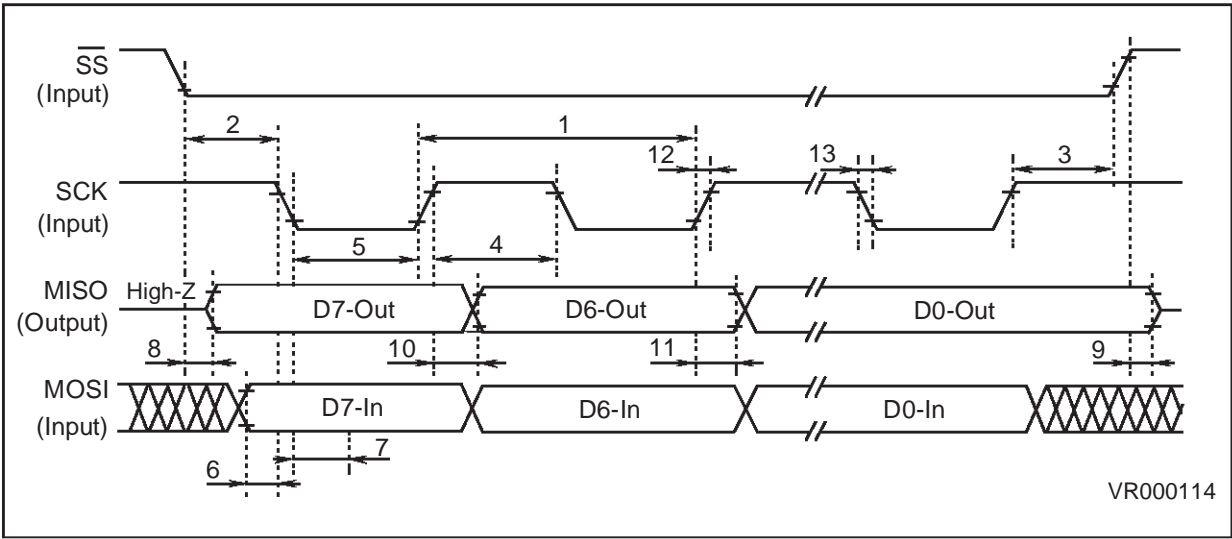 SS
(Input)
2
1
12
13
3
SCK
(Input)
5
4
MISO
(Output)
High-Z
D7-Out
D6-Out
D0-Out
8
10
11
9
MOSI
(Input)
D7-In
D6-In
D0-In
7
6
VR000114